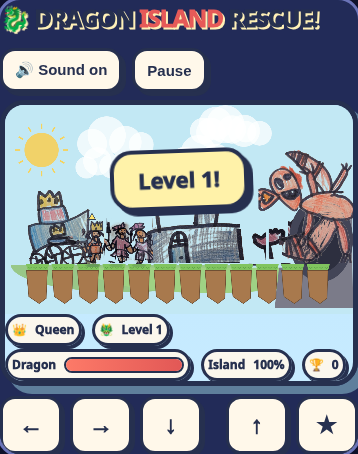 DRAGON ISLAND RESCUE!
Sound on
Pause
Level 1!
Queen
Level 1
Dragon
Island 100%
0
← → ↓ ↑ ★